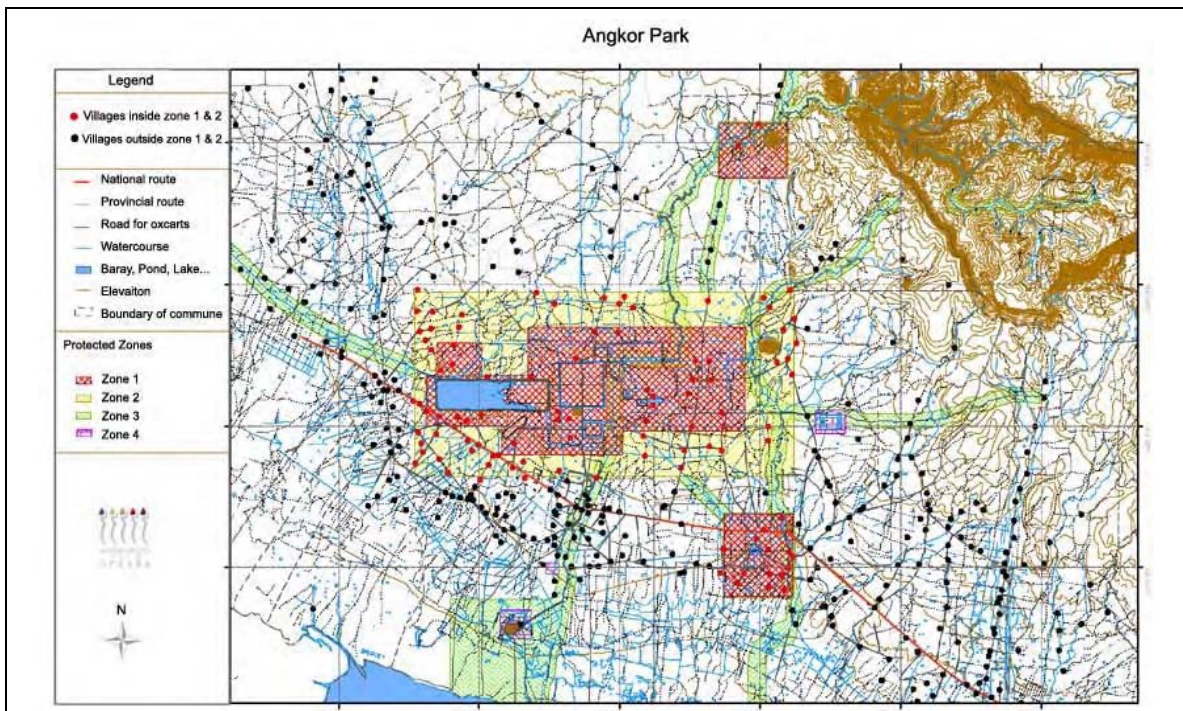 Angkor Park
Legend
Villages inside zone 1 & 2
Villages outside zone 1 & 2
National route
Provincial route
Road for oxcarts
Watercourse
Baray, Pond, Lake...
Elevaiton
Boundary of commune
Protected Zones
Zone 1
Zone 2
Zone 3
Zone 4
N